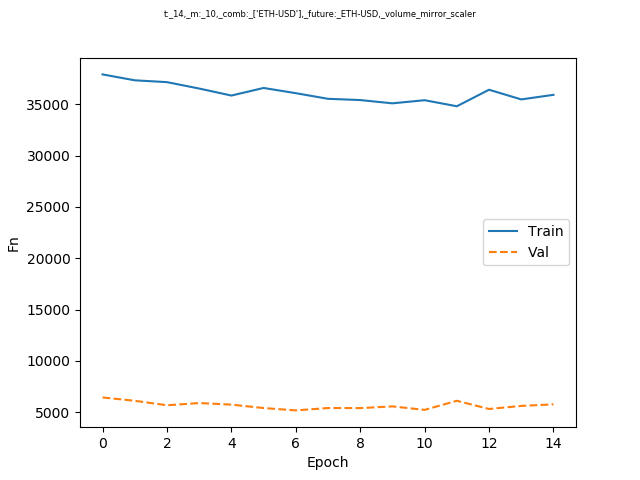 t:_14,_m:_10,_comb:_['ETH-USD'],_future:_ETH-USD,_volume_mirror_scaler
35000
30000
25000
20000
15000
10000
5000
Fn
Train
Val
0 2 4 6 8 10 12 14
Epoch